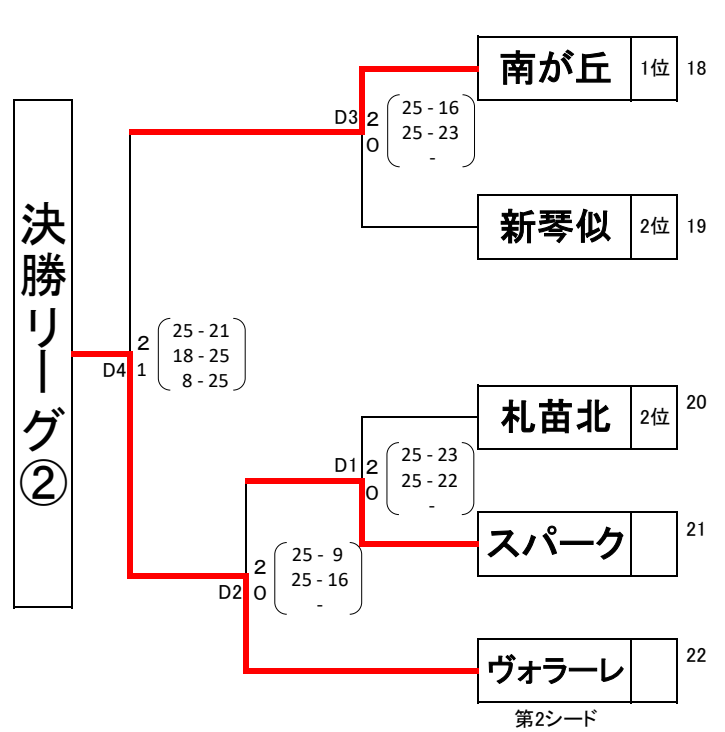 南が丘 1位 18
D3 2 25 - 16
25 - 23
0 -
新琴似 2位 19
決勝リーグ②
2 25 - 21
D4 1 18 - 25
8 - 25
札苗北 2位 20
D1 2 25 - 23
0 25 - 22
-
スパーク 21
2 25 - 9
D2 0 25 - 16
-
ヴォラーレ 22
第2シード